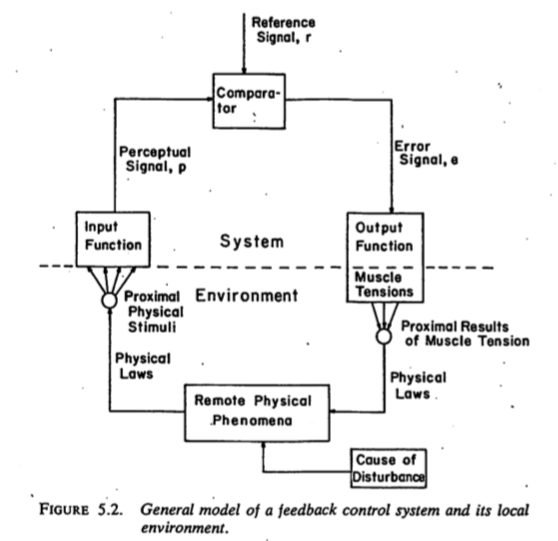 Reference
Signal, r
Compara-
tor
Perceptual
Signal, p
Error
Signal, e
Input
Function
System
Output
Function
Muscle
Tensions
Environment
Proximal
Physical
Stimuli
Proximal Results
of Muscle Tension
Physical
Laws
Physical
Laws
Remote Physical
Phenomena
Cause of
Disturbance
FIGURE 5.2. General model of a feedback control system and its local
environment.